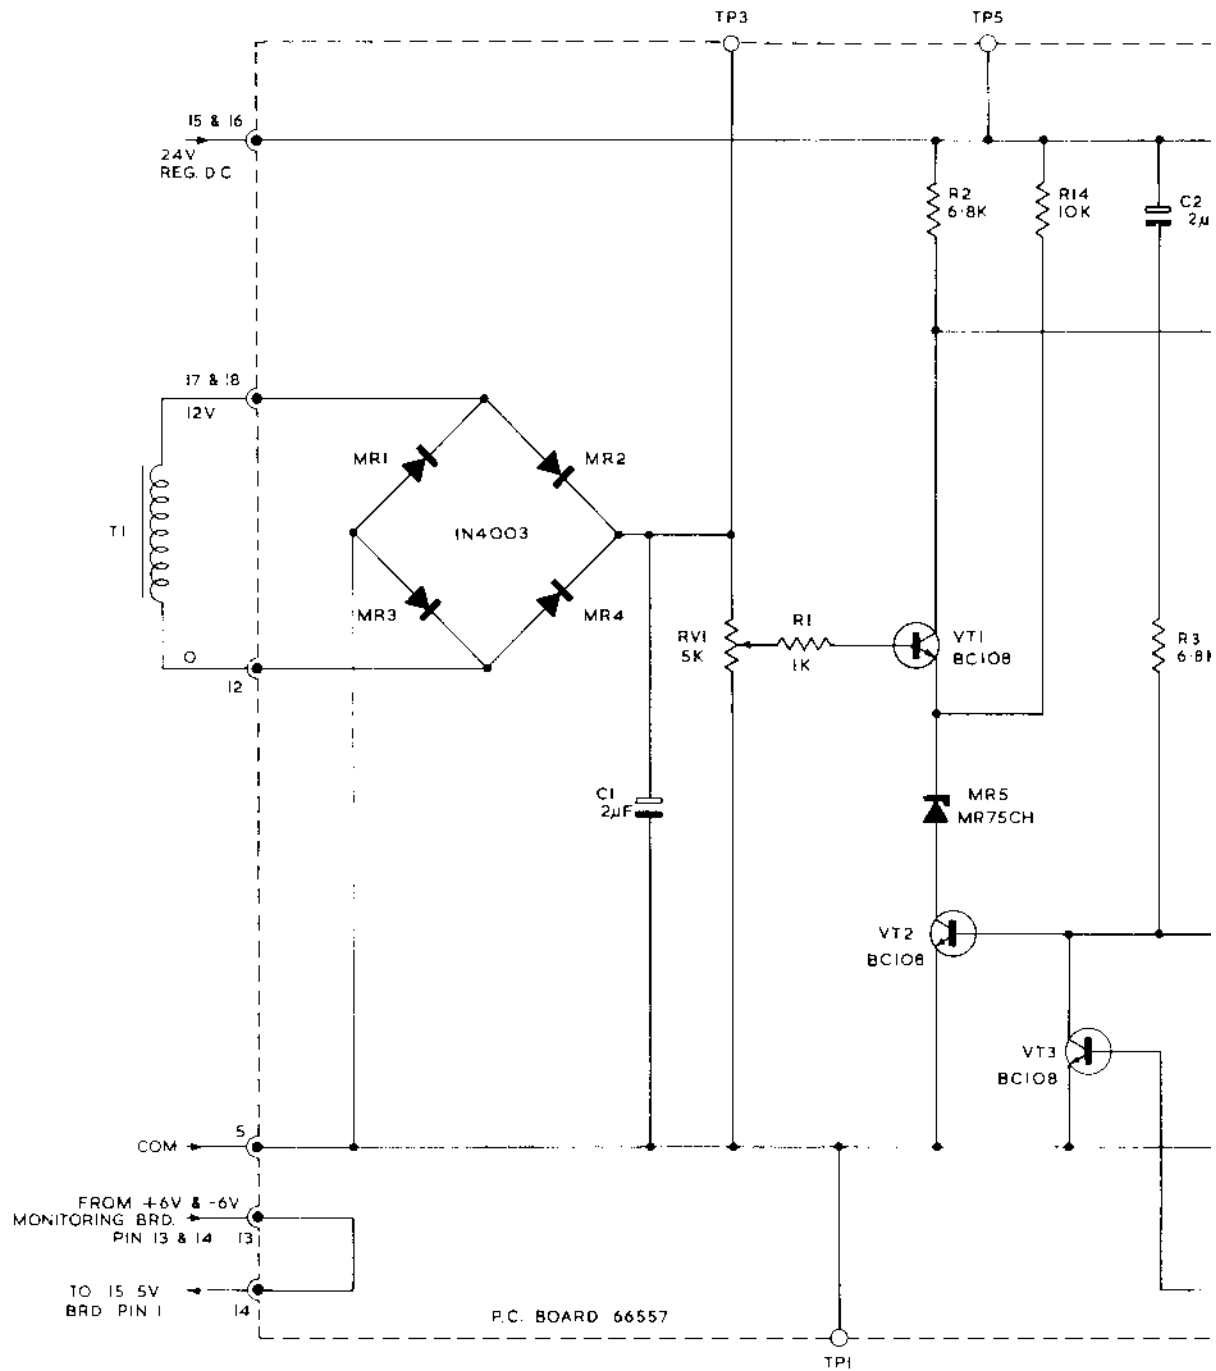 TP3
TP5
15 & 16
24V
REG. D C
R2
6·8K
R14
10K
C2
2μ
17 & 18
12V
MR1
MR2
T1
1N4003
MR3
MR4
O
12
RV1
5K
R1
1K
VT1
BC108
R3
6·8K
C1
2μF
MR5
MR75CH
VT2
BC108
VT3
BC108
COM
5
FROM +6V & -6V
MONITORING BRD.
PIN 13 & 14
13
TO 15 5V
BRD PIN 1
14
P.C. BOARD 66557
TP1